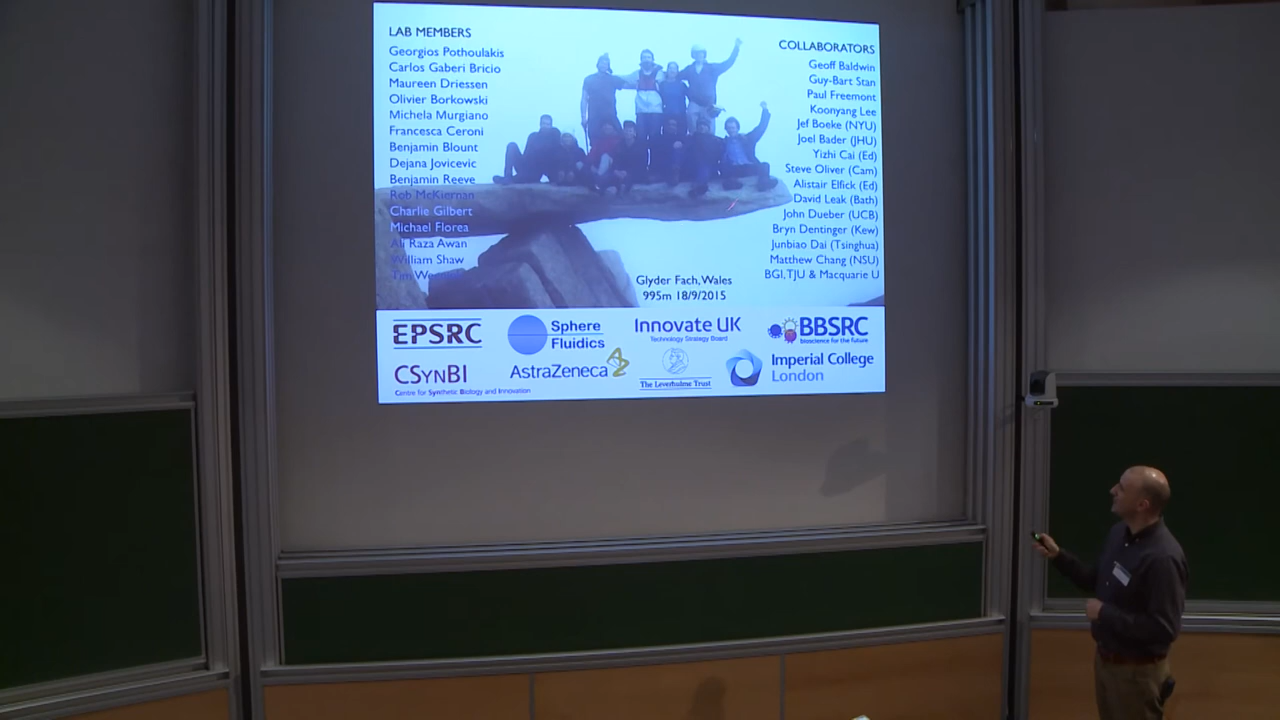 LAB MEMBERS
Georgios Pothoulakis
Carlos Gaberi Bricio
Maureen Driessen
Olivier Borkowski
Michela Murgiano
Francesca Ceroni
Benjamin Blount
Dejana Jovicevic
Benjamin Reeve
Rob McKiernan
Charlie Gilbert
Michael Florea
Ali Raza Awan
William Shaw
Tim
COLLABORATORS
Geoff Baldwin
Guy-Bart Stan
Paul Freemont
Koonyang Lee
Jef Boeke (NYU)
Joel Bader (JHU)
Yizhi Cai (Ed)
Steve Oliver (Cam)
Alistair Elfick (Ed)
David Leak (Bath)
John Dueber (UCB)
Bryn Dentinger (Kew)
Junbiao Dai (Tsinghua)
Matthew Chang (NSU)
BGI, TJU & Macquarie U
Glyder Fach, Wales
995m 18/9/2015
EPSRC
Sphere
Fluidics
Innovate UK
Technology Strategy Board
BBSRC
bioscience for the future
CSYNBI
Centre for Synthetic Biology and Innovation
AstraZeneca
The Leverhulme Trust
Imperial College
London